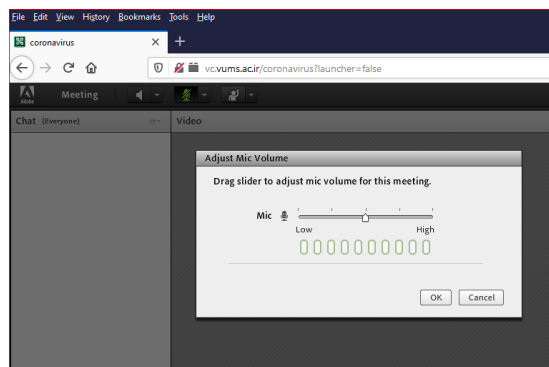 File Edit View History Bookmarks Tools Help
coronavirus
vc.vums.ac.ir/coronavirus?launcher=false
Adobe
Meeting
Chat (Everyone)
Video
Adjust Mic Volume
Drag slider to adjust mic volume for this meeting.
Mic
Low High
OK Cancel